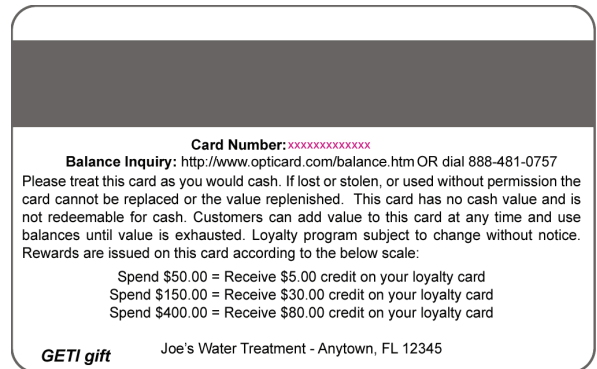 Card Number:xxxxxxxxxxxxx
Balance Inquiry: http://www.opticard.com/balance.htm OR dial 888-481-0757
Please treat this card as you would cash. If lost or stolen, or used without permission the
card cannot be replaced or the value replenished.  This card has no cash value and is
not redeemable for cash. Customers can add value to this card at any time and use
balances until value is exhausted. Loyalty program subject to change without notice.
Rewards are issued on this card according to the below scale:
Spend $50.00 = Receive $5.00 credit on your loyalty card
Spend $150.00 = Receive $30.00 credit on your loyalty card
Spend $400.00 = Receive $80.00 credit on your loyalty card
Joe's Water Treatment - Anytown, FL 12345
GETI gift